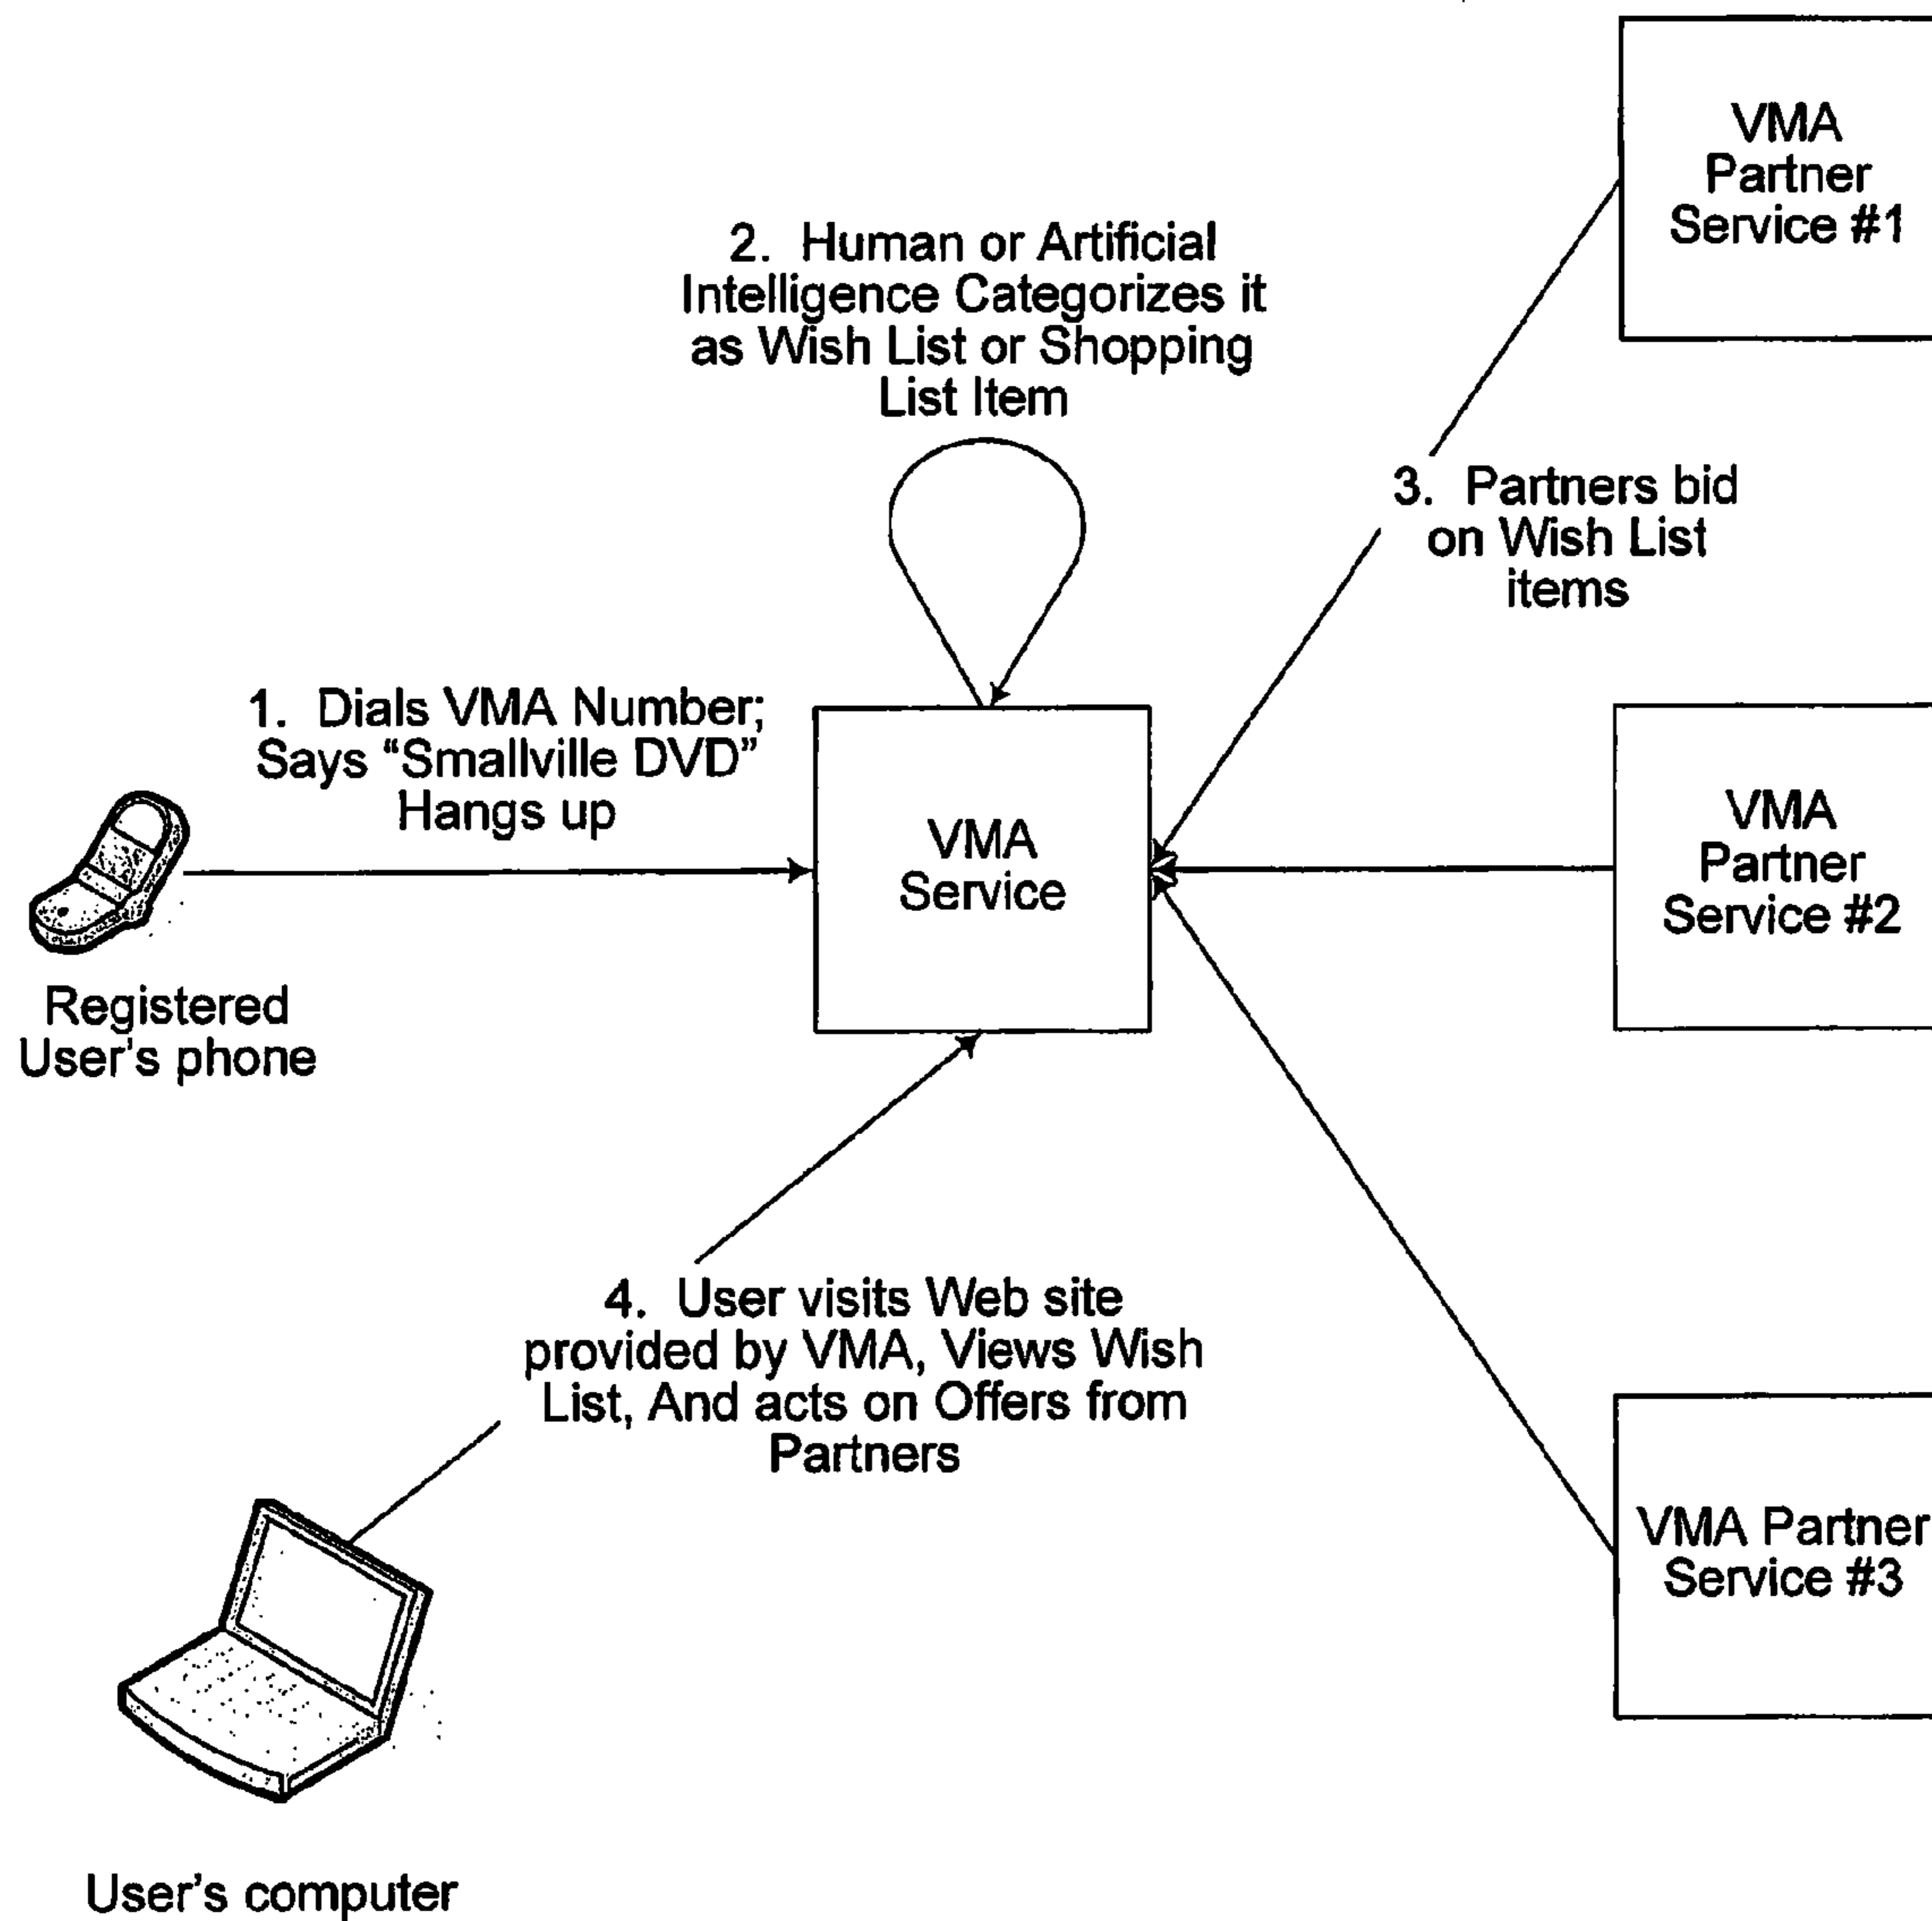 VMA
Partner
Service #1
2. Human or Artificial
Intelligence Categorizes it
as Wish List or Shopping
List Item
3. Partners bid
on Wish List
items
1. Dials VMA Number;
Says “Smallville DVD”
Hangs up
VMA
Service
VMA
Partner
Service #2
Registered
User's phone
4. User visits Web site
provided by VMA, Views Wish
List, And acts on Offers from
Partners
VMA Partner
Service #3
User's computer